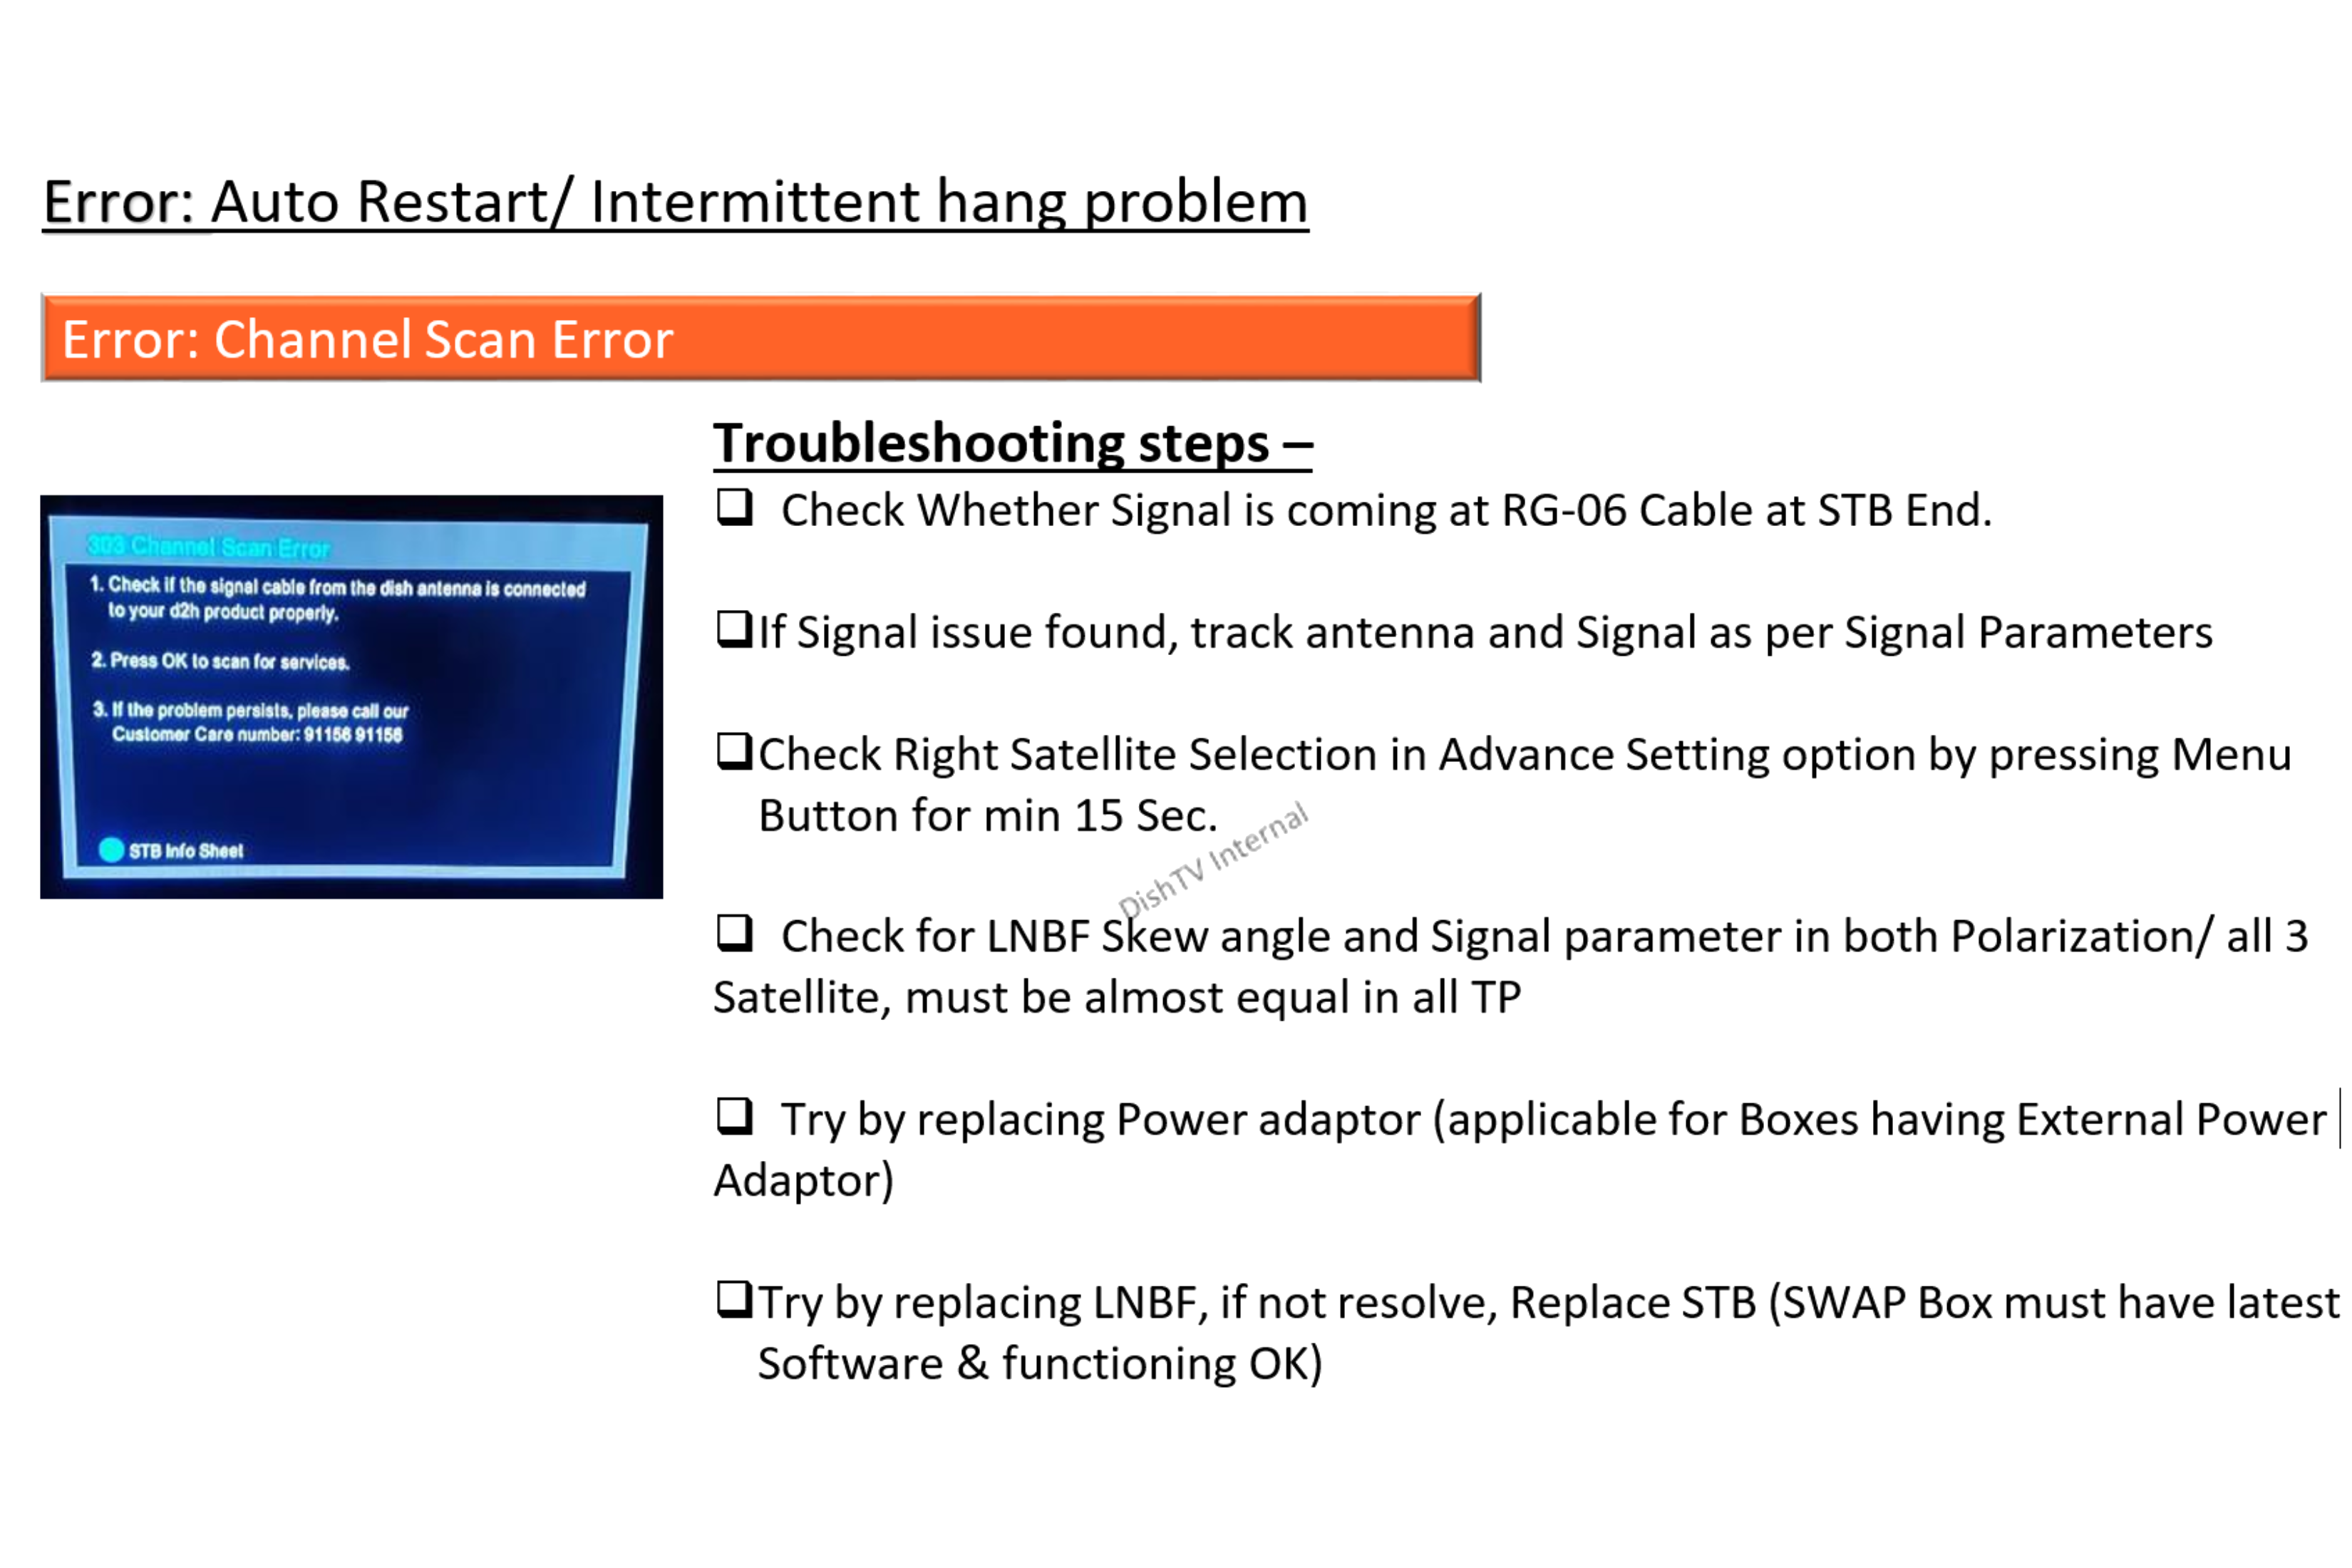 Error: Auto Restart/ Intermittent hang problem
Error: Channel Scan Error
Troubleshooting steps –
303 Channel Scan Error
1. Check if the signal cable from the dish antenna is connected
to your d2h product properly.
2. Press OK to scan for services.
3. If the problem persists, please call our
Customer Care number: 91156 91156
STB Info Sheet
❑ Check Whether Signal is coming at RG-06 Cable at STB End.
❑If Signal issue found, track antenna and Signal as per Signal Parameters
❑Check Right Satellite Selection in Advance Setting option by pressing Menu
Button for min 15 Sec.
DishTV Internal
❑ Check for LNBF Skew angle and Signal parameter in both Polarization/ all 3
Satellite, must be almost equal in all TP
❑ Try by replacing Power adaptor (applicable for Boxes having External Power
Adaptor)
❑Try by replacing LNBF, if not resolve, Replace STB (SWAP Box must have latest
Software & functioning OK)